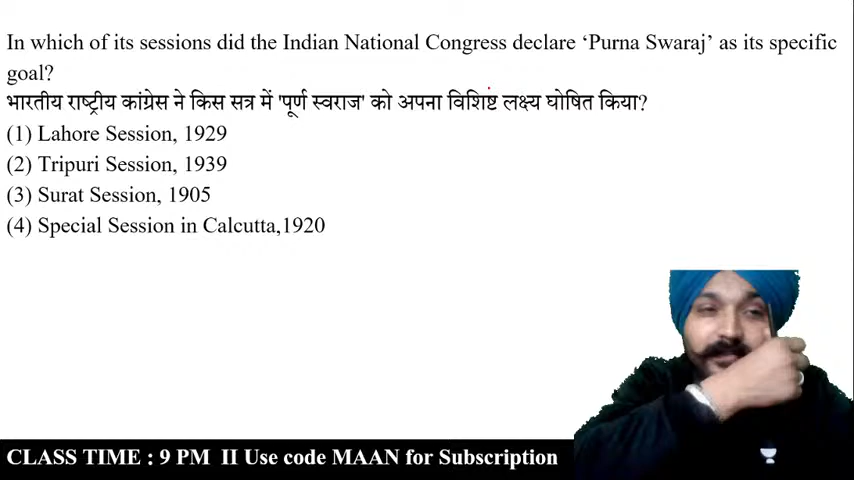 In which of its sessions did the Indian National Congress declare ‘Purna Swaraj’ as its specific
goal?
भारतीय राष्ट्रीय कांग्रेस ने किस सत्र में 'पूर्ण स्वराज' को अपना विशिष्ट लक्ष्य घोषित किया?
(1) Lahore Session, 1929
(2) Tripuri Session, 1939
(3) Surat Session, 1905
(4) Special Session in Calcutta,1920
CLASS TIME : 9 PM II Use code MAAN for Subscription